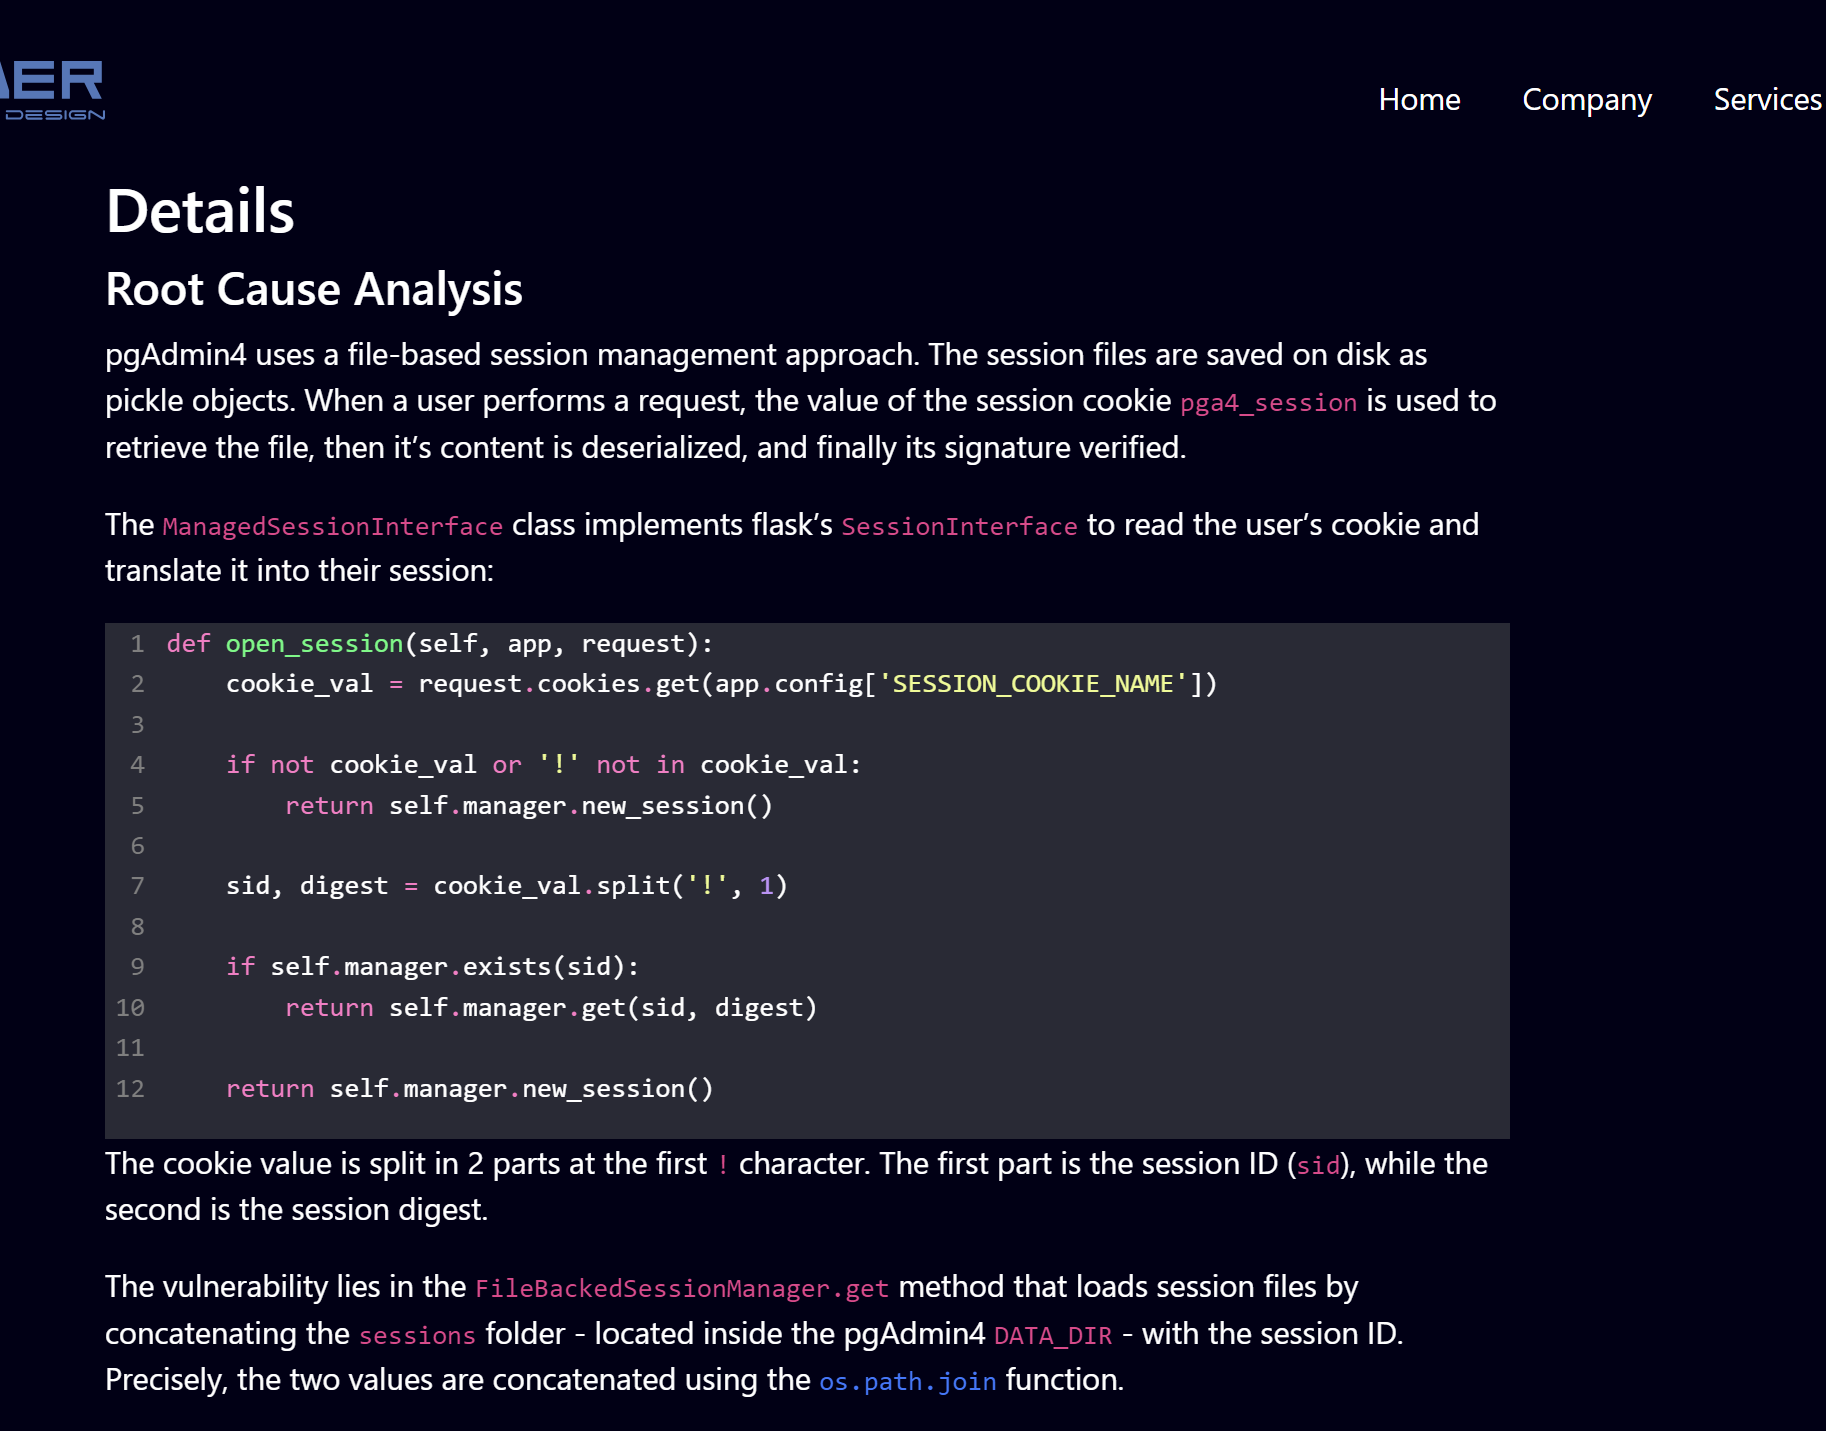 AER
DESIGN
Home Company Services
Details
Root Cause Analysis
pgAdmin4 uses a file-based session management approach. The session files are saved on disk as
pickle objects. When a user performs a request, the value of the session cookie pga4_session is used to
retrieve the file, then it’s content is deserialized, and finally its signature verified.
The ManagedSessionInterface class implements flask’s SessionInterface to read the user’s cookie and
translate it into their session:
1 def open_session(self, app, request):
2     cookie_val = request.cookies.get(app.config['SESSION_COOKIE_NAME'])
3
4     if not cookie_val or '!' not in cookie_val:
5         return self.manager.new_session()
6
7     sid, digest = cookie_val.split('!', 1)
8
9     if self.manager.exists(sid):
10         return self.manager.get(sid, digest)
11
12     return self.manager.new_session()
The cookie value is split in 2 parts at the first ! character. The first part is the session ID (sid), while the
second is the session digest.
The vulnerability lies in the FileBackedSessionManager.get method that loads session files by
concatenating the sessions folder - located inside the pgAdmin4 DATA_DIR - with the session ID.
Precisely, the two values are concatenated using the os.path.join function.